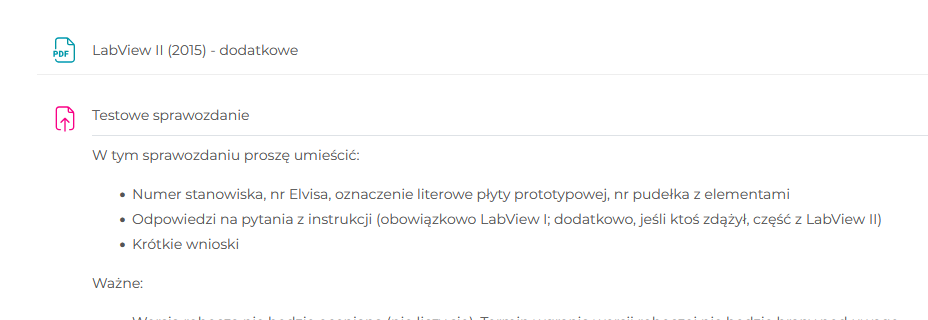 PDF
LabView II (2015) - dodatkowe
Testowe sprawozdanie
W tym sprawozdaniu proszę umieścić:
Numer stanowiska, nr Elvisa, oznaczenie literowe płyty prototypowej, nr pudełka z elementami
Odpowiedzi na pytania z instrukcji (obowiązkowo LabView I; dodatkowo, jeśli ktoś zdążył, część z LabView II)
Krótkie wnioski
Ważne: